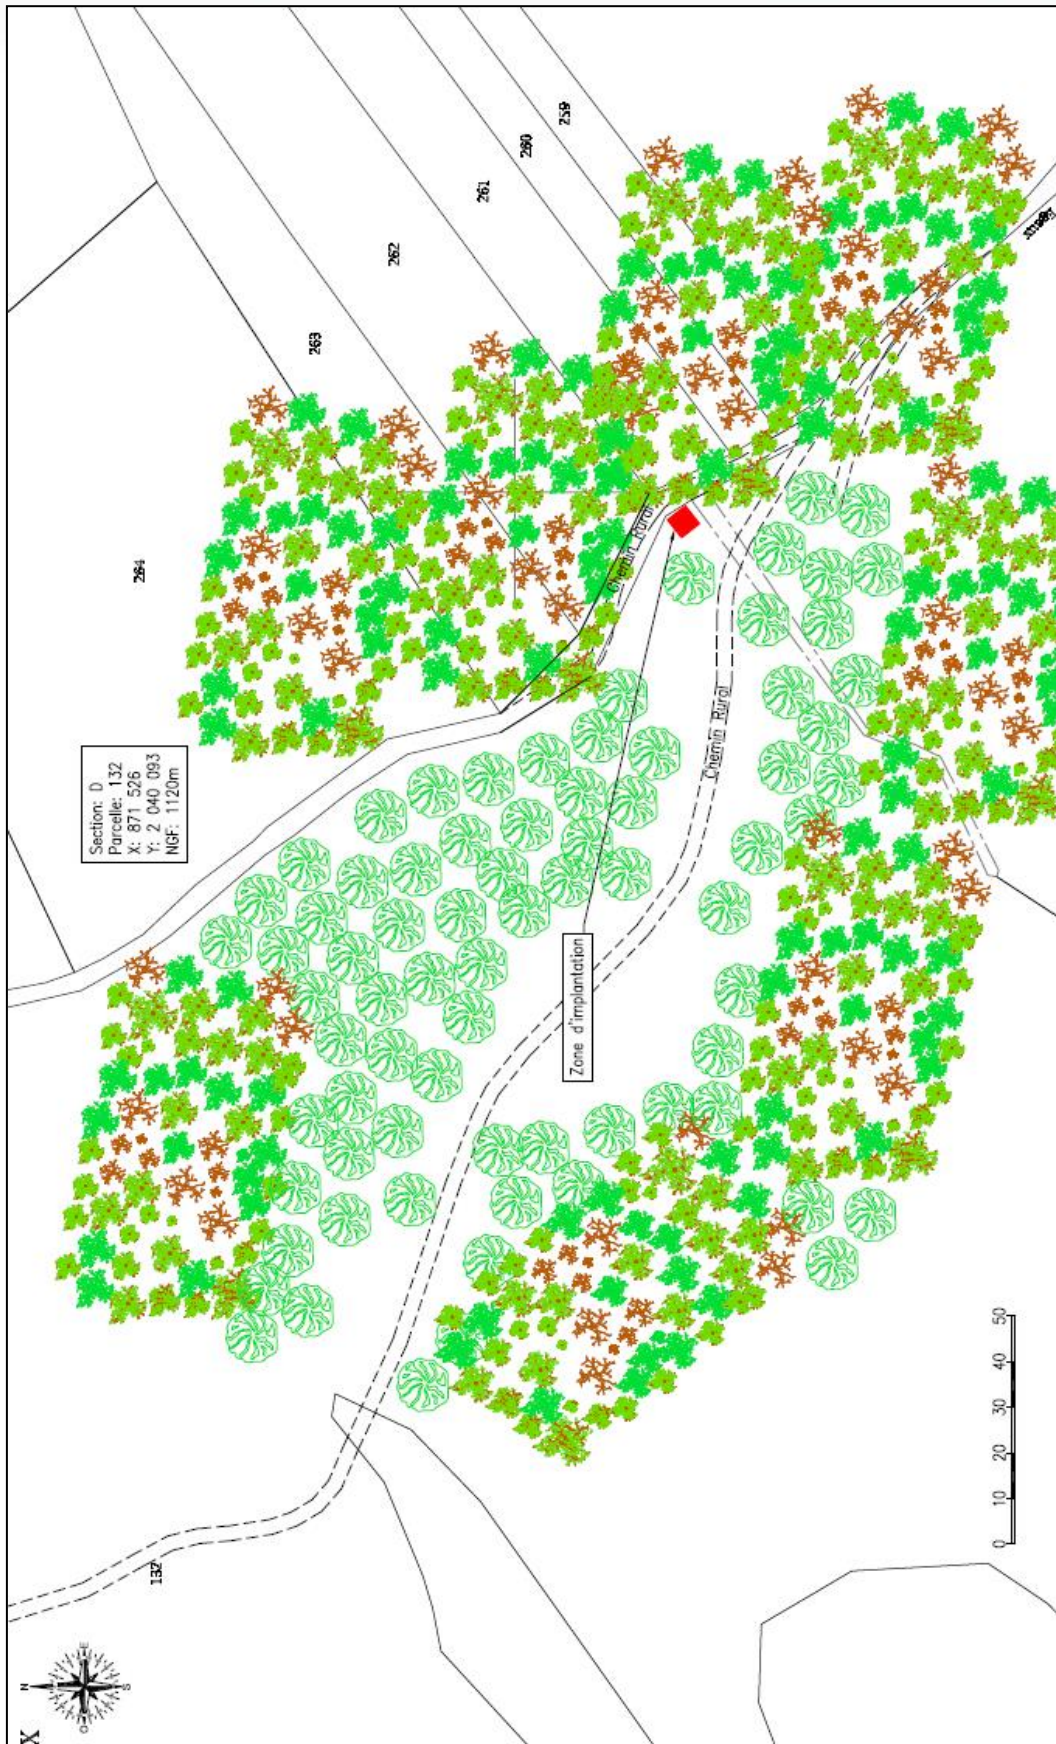 259
260
261
262
263
264
Chemin Rural
Chemin Rural
Section: D
Parcelle: 132
X: 871 526
Y: 2 040 093
NGF: 1120m
Zone d'implantation
0 10 20 30 40 50
132
N
E
S
O
X